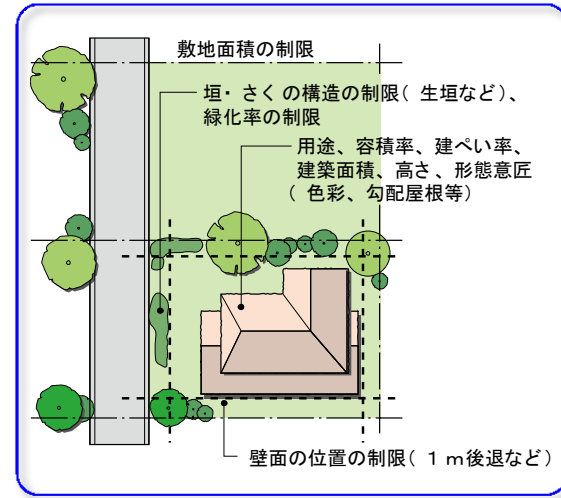 敷地面積の制限
垣・さくの構造の制限(生垣など)、
緑化率の制限
用途、容積率、建ぺい率、
建築面積、高さ、形態意匠
(色彩、勾配屋根等)
壁面の位置の制限(1m後退など)